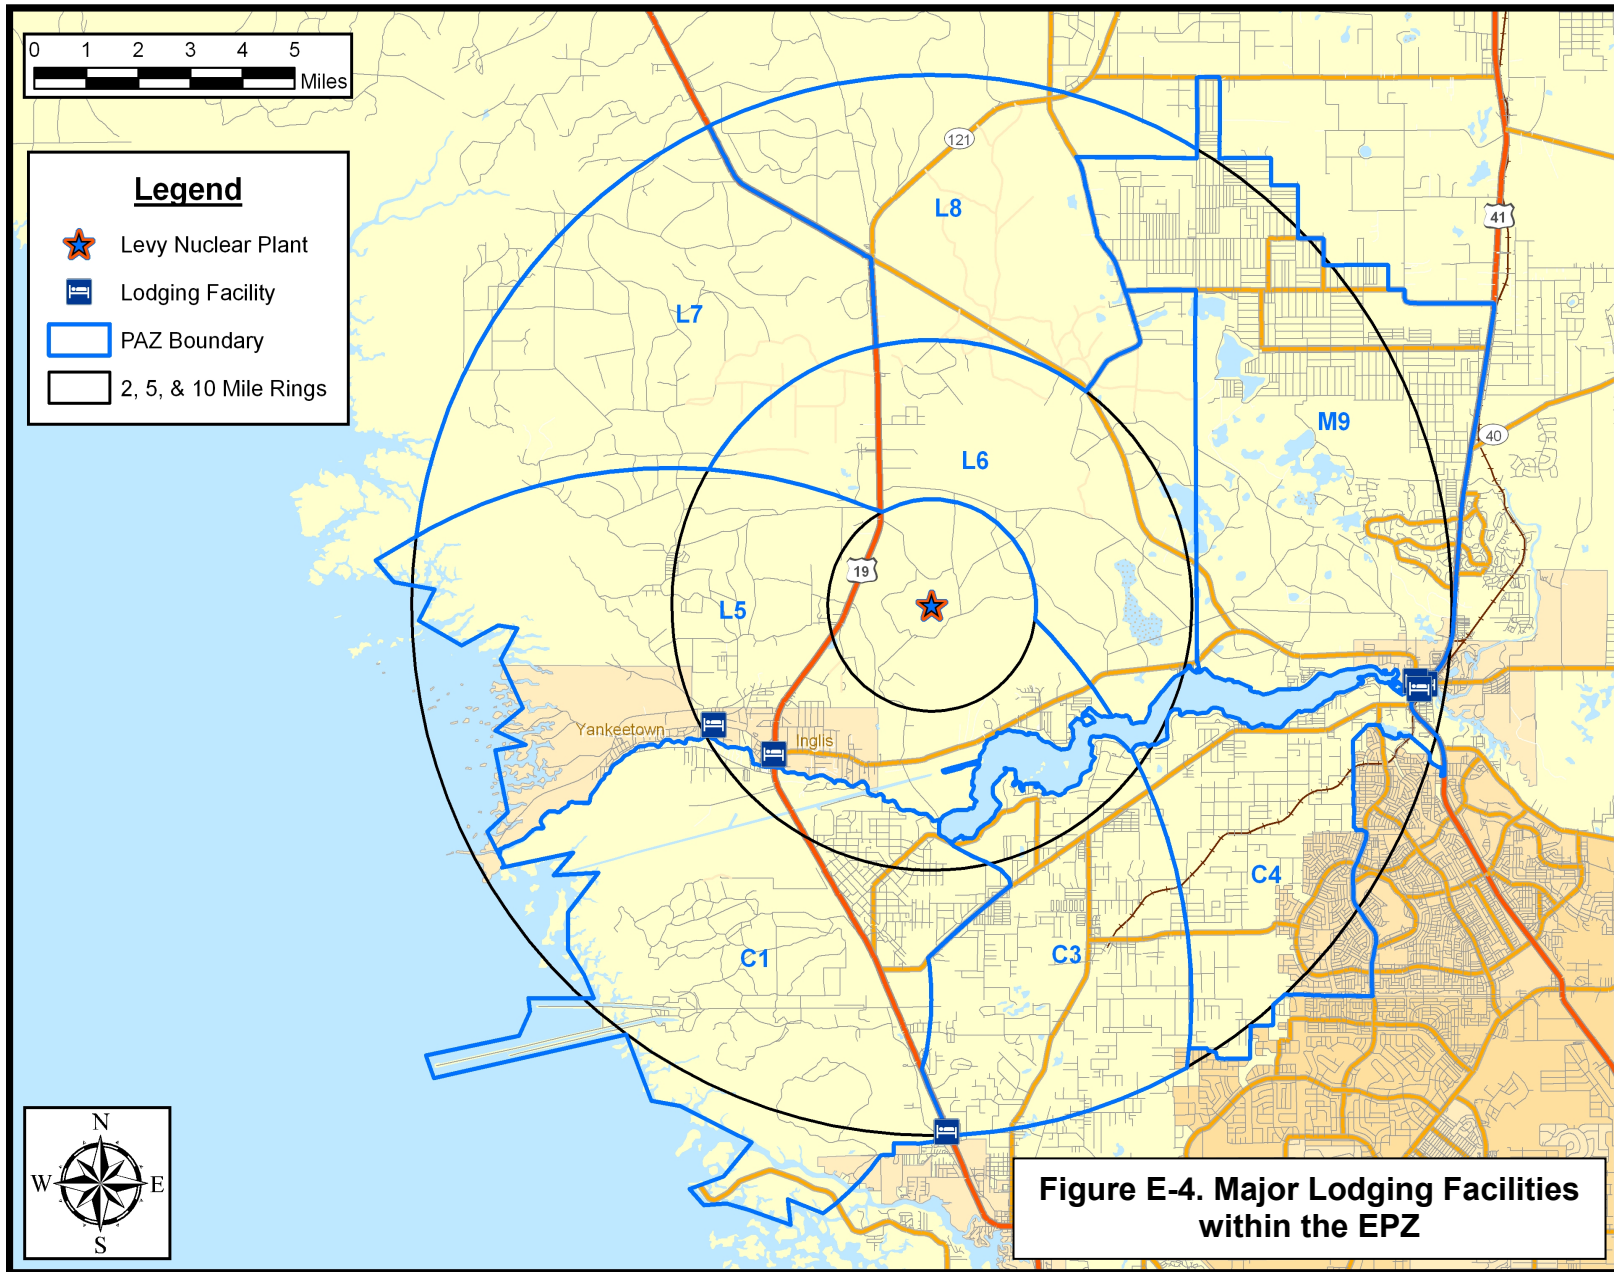 0 1 2 3 4 5
Miles
Legend
Levy Nuclear Plant
Lodging Facility
PAZ Boundary
2, 5, & 10 Mile Rings
121
L8
41
L7
M9
40
L6
19
L5
Yankeetown
Inglis
C4
C1
C3
N
W E
S
Figure E-4. Major Lodging Facilities
within the EPZ